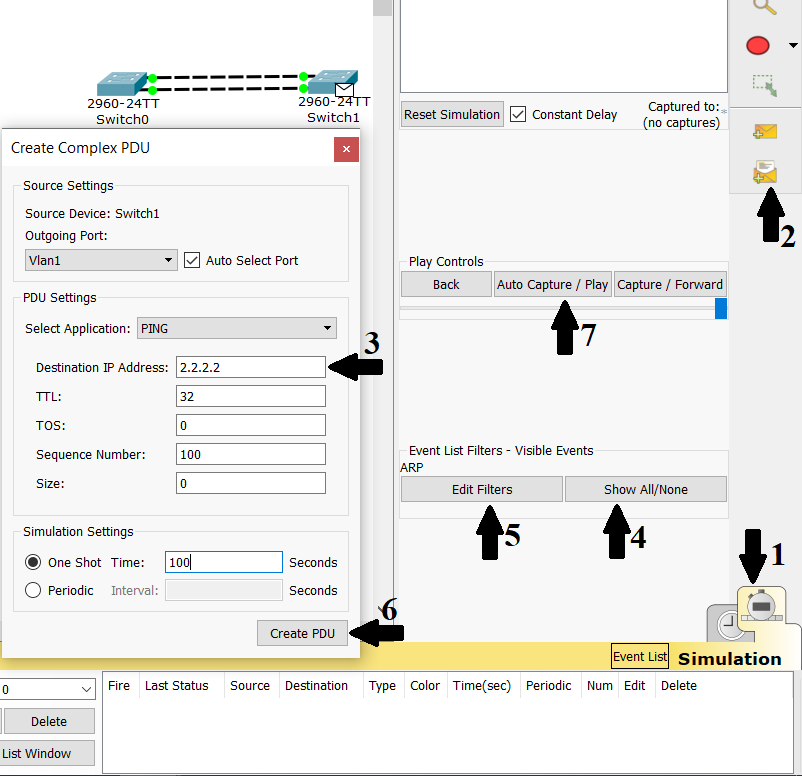 2960-24TT 2960-24TT
Switch0 Switch1
Create Complex PDU
Source Settings
Source Device: Switch1
Outgoing Port:
Vlan1 Auto Select Port
PDU Settings
Select Application: PING
Destination IP Address: 2.2.2.2
3
TTL: 32
TOS: 0
Sequence Number: 100
Size: 0
Simulation Settings
One Shot Time: 100 Seconds
Periodic Interval: Seconds
Create PDU
6
Reset Simulation Constant Delay Captured to:
(no captures)
2
Play Controls
Back Auto Capture / Play Capture / Forward
7
Event List Filters - Visible Events
ARP
Edit Filters Show All/None
5 4
1
Event List Simulation
0 Fire Last Status Source Destination Type Color Time(sec) Periodic Num Edit Delete
Delete
List Window